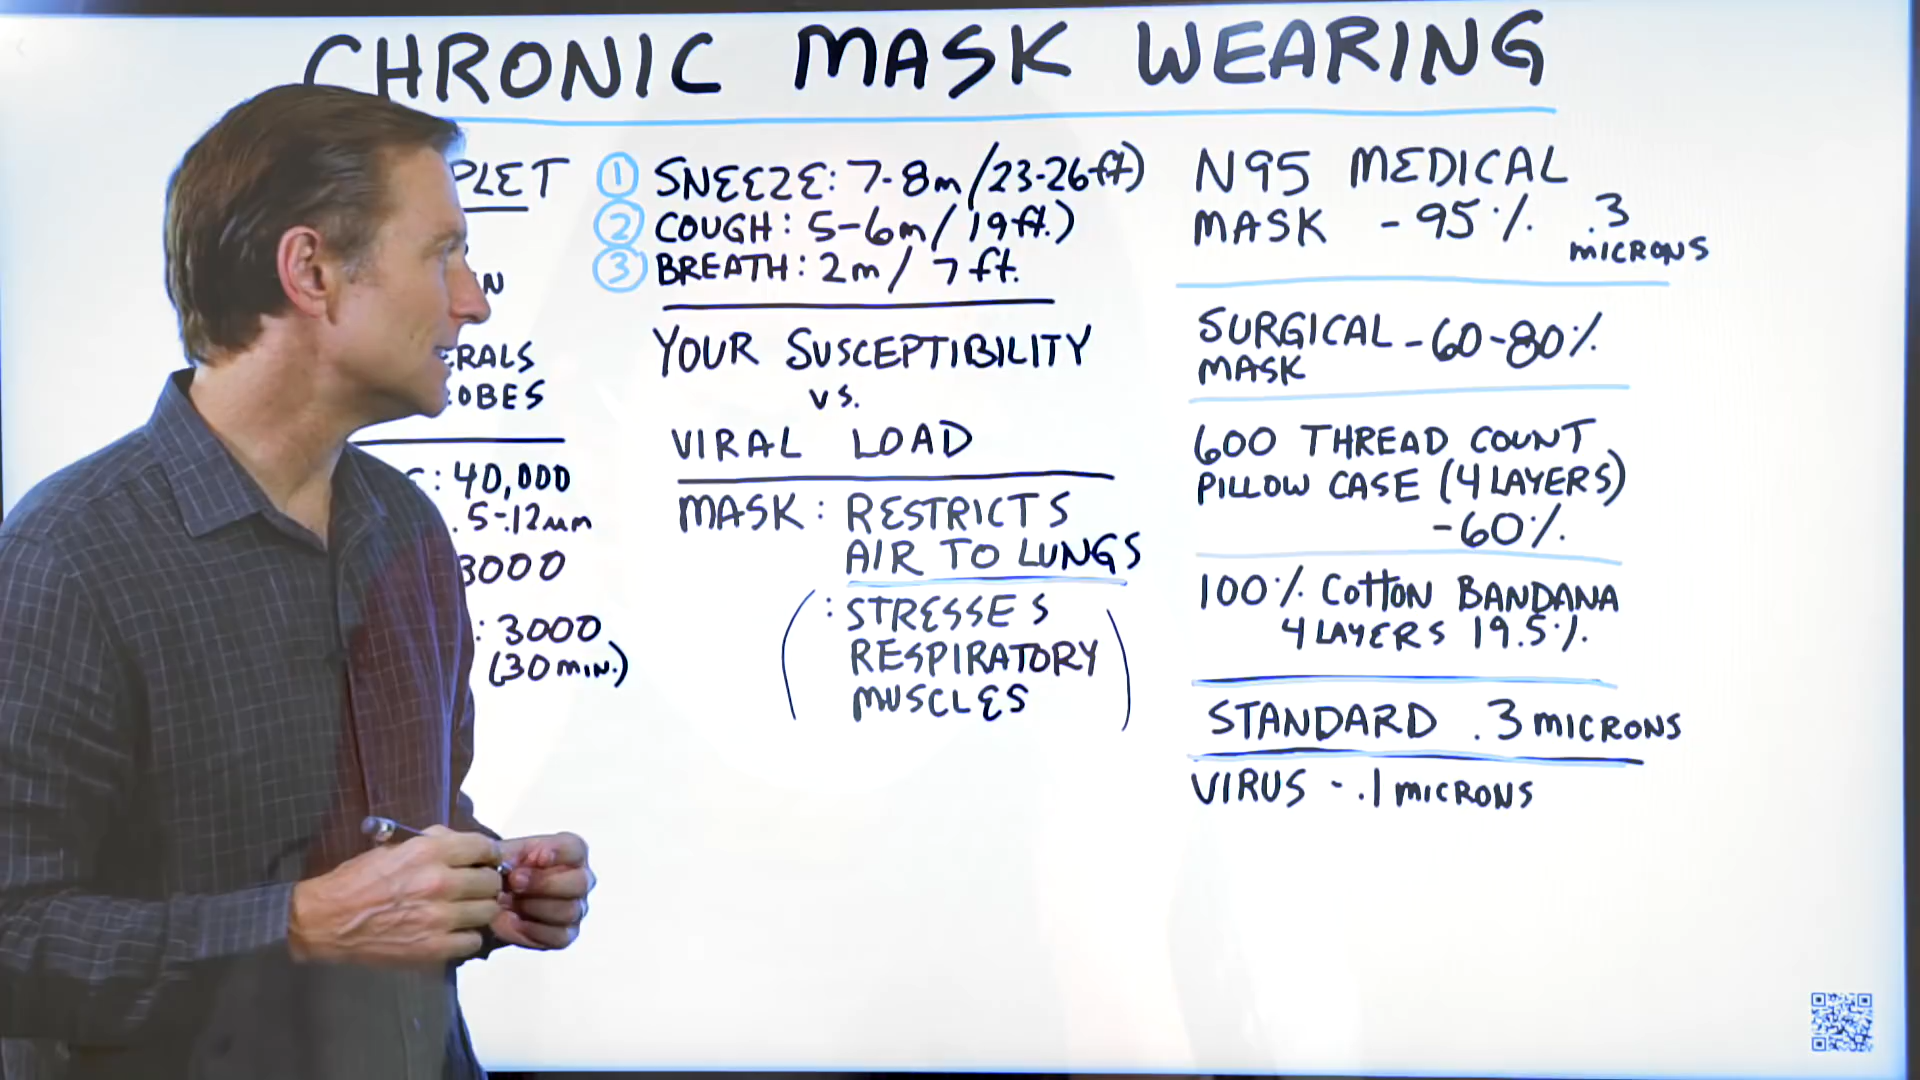 CHRONIC MASK WEARING
PLET
N
ERALS
OBES
: 40,000
.5-.12μm
3000
: 3000
(30 MIN.)
1 SNEEZE: 7-8m/23-26ft)
2 COUGH: 5-6m/19ft.)
3 BREATH: 2m/ 7ft.
YOUR SUSCEPTIBILITY
VS.
VIRAL LOAD
MASK: RESTRICTS
AIR TO LUNGS
(: STRESSES
RESPIRATORY
MUSCLES)
N95 MEDICAL
MASK - 95% .3
MICRONS
SURGICAL - 60-80%
MASK
600 THREAD COUNT
PILLOW CASE (4 LAYERS)
- 60%.
100% COTTON BANDANA
4 LAYERS 19.5%.
STANDARD .3 MICRONS
VIRUS - .1 MICRONS